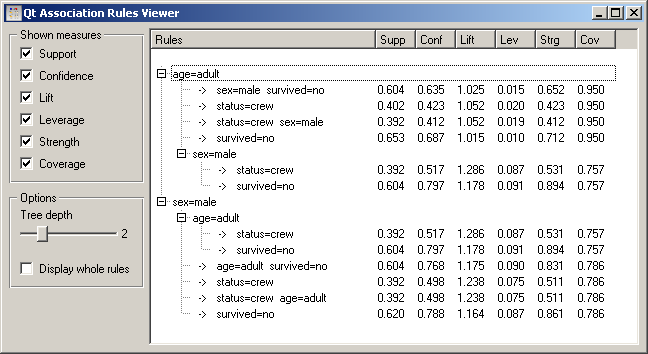 Qt Association Rules Viewer
Shown measures
Support
Confidence
Lift
Leverage
Strength
Coverage
Options
Tree depth
2
Display whole rules
Rules Supp Conf Lift Lev Strg Cov
age=adult
-> sex=male survived=no 0.604 0.635 1.025 0.015 0.652 0.950
-> status=crew 0.402 0.423 1.052 0.020 0.423 0.950
-> status=crew sex=male 0.392 0.412 1.052 0.019 0.412 0.950
-> survived=no 0.653 0.687 1.015 0.010 0.712 0.950
sex=male
-> status=crew 0.392 0.517 1.286 0.087 0.531 0.757
-> survived=no 0.604 0.797 1.178 0.091 0.894 0.757
sex=male
age=adult
-> status=crew 0.392 0.517 1.286 0.087 0.531 0.757
-> survived=no 0.604 0.797 1.178 0.091 0.894 0.757
-> age=adult survived=no 0.604 0.768 1.175 0.090 0.831 0.786
-> status=crew 0.392 0.498 1.238 0.075 0.511 0.786
-> status=crew age=adult 0.392 0.498 1.238 0.075 0.511 0.786
-> survived=no 0.620 0.788 1.164 0.087 0.861 0.786